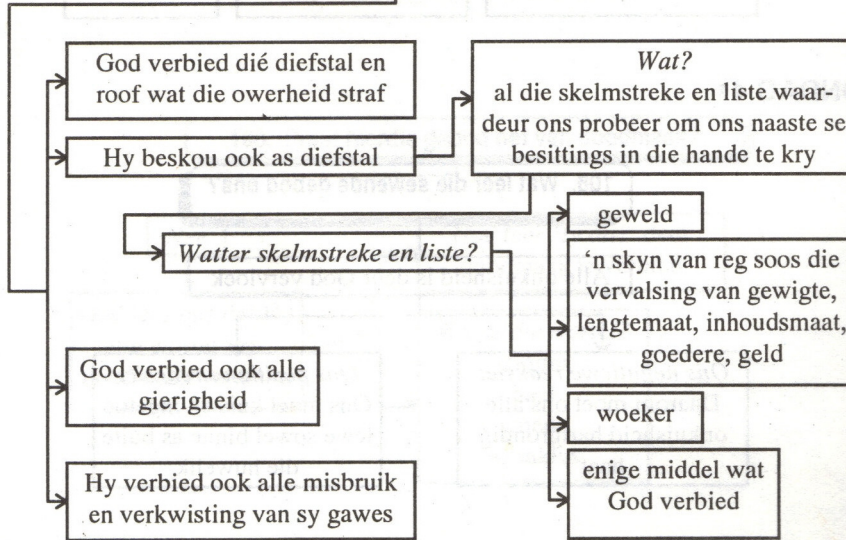 God verbied dié diefstal en
roof wat die owerheid straf
Hy beskou ook as diefstal
Wat?
al die skelmstreke en liste waar-
deur ons probeer om ons naaste se
besittings in die hande te kry
Watter skelmstreke en liste?
geweld
'n skyn van reg soos die
vervalsing van gewigte,
lengtemaat, inhoudsmaat,
goedere, geld
woeker
enige middel wat
God verbied
God verbied ook alle
gierigheid
Hy verbied ook alle misbruik
en verkwisting van sy gawes